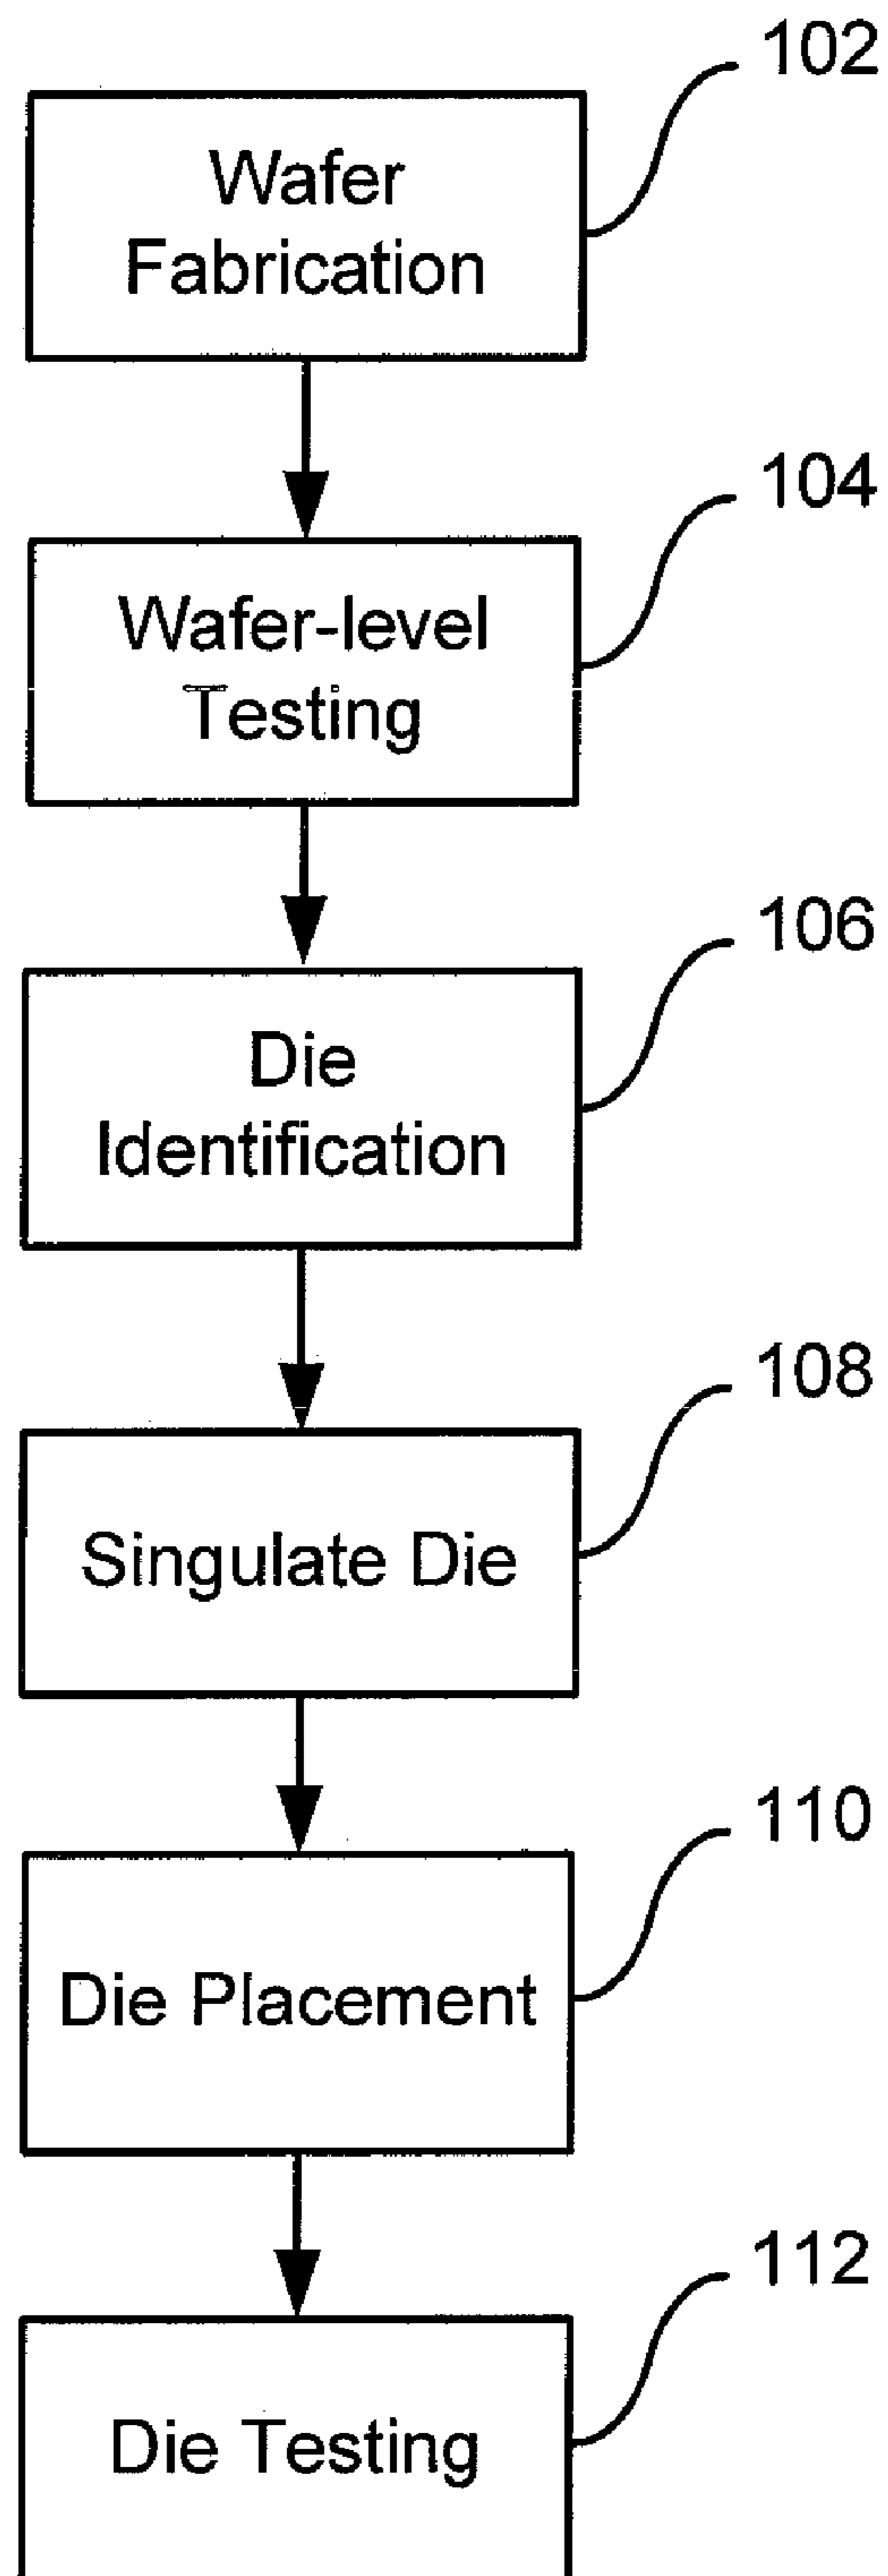 102
Wafer
Fabrication
104
Wafer-level
Testing
106
Die
Identification
108
Singulate Die
110
Die Placement
112
Die Testing